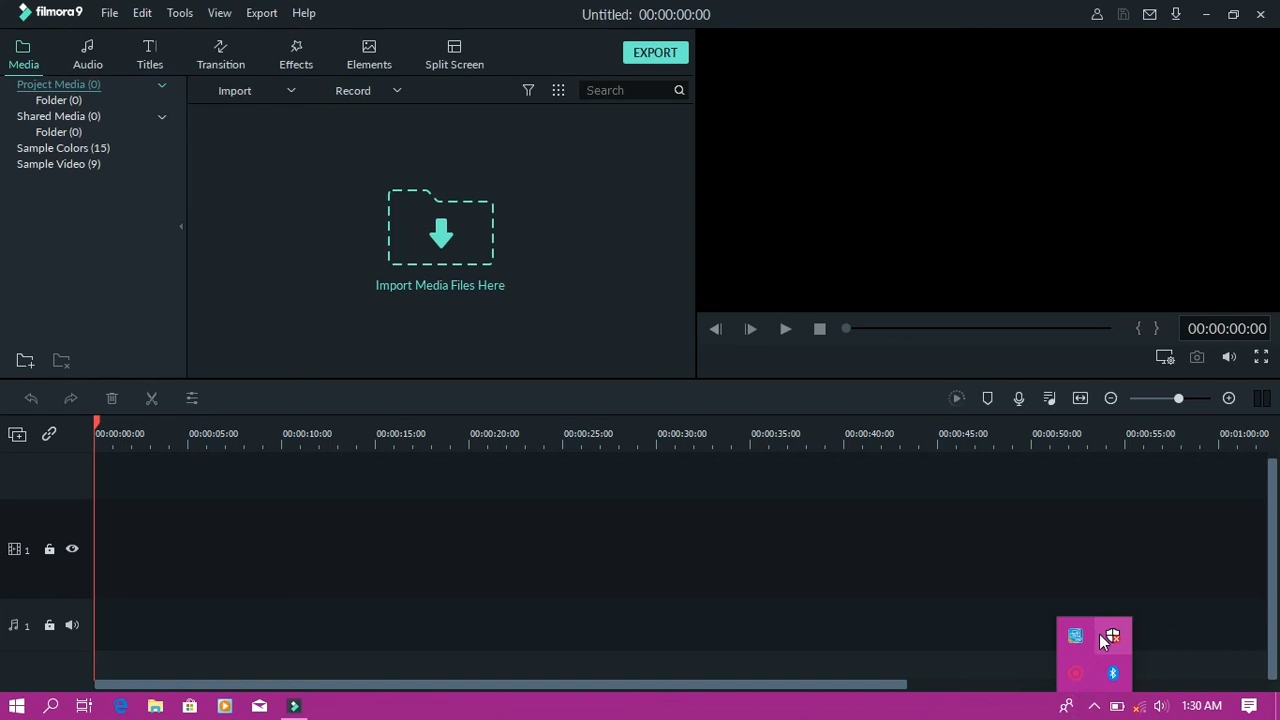 filmora9 File Edit Tools View Export Help Untitled: 00:00:00:00
Media Audio Titles Transition Effects Elements Split Screen EXPORT
Project Media (0)
Folder (0)
Shared Media (0)
Folder (0)
Sample Colors (15)
Sample Video (9)
Import Record Search
Import Media Files Here
00:00:00:00
00:00:00:00 00:00:05:00 00:00:10:00 00:00:15:00 00:00:20:00 00:00:25:00 00:00:30:00 00:00:35:00 00:00:40:00 00:00:45:00 00:00:50:00 00:00:55:00 00:01:00:00
1
1
1:30 AM